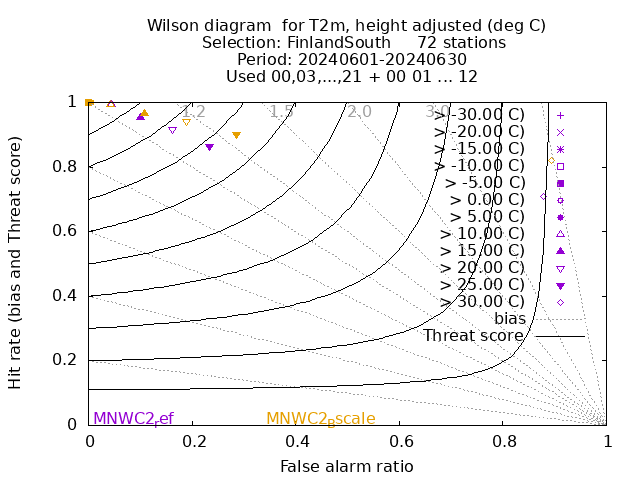 Wilson diagram  for T2m, height adjusted (deg C)
Selection: FinlandSouth     72 stations
Period: 20240601-20240630
Used 00,03,...,21 + 00 01 ... 12
Hit rate (bias and Threat score)
1
0.8
0.6
0.4
0.2
0
1.2 1.5 2.0 3.0
> -30.00 C)
> -20.00 C)
> -15.00 C)
> -10.00 C)
> -5.00 C)
> 0.00 C)
> 5.00 C)
> 10.00 C)
> 15.00 C)
> 20.00 C)
> 25.00 C)
> 30.00 C)
bias
Threat score
MNWC2ref MNWC2Bscale
0 0.2 0.4 0.6 0.8 1
False alarm ratio